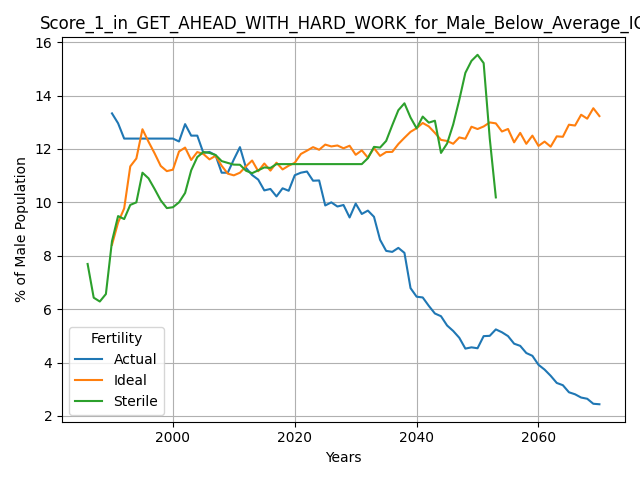 Score_1_in_GET_AHEAD_WITH_HARD_WORK_for_Male_Below_Average_IQ
16
14
12
10
8
6
4
2
% of Male Population
Fertility
Actual
Ideal
Sterile
2000
2020
2040
2060
Years